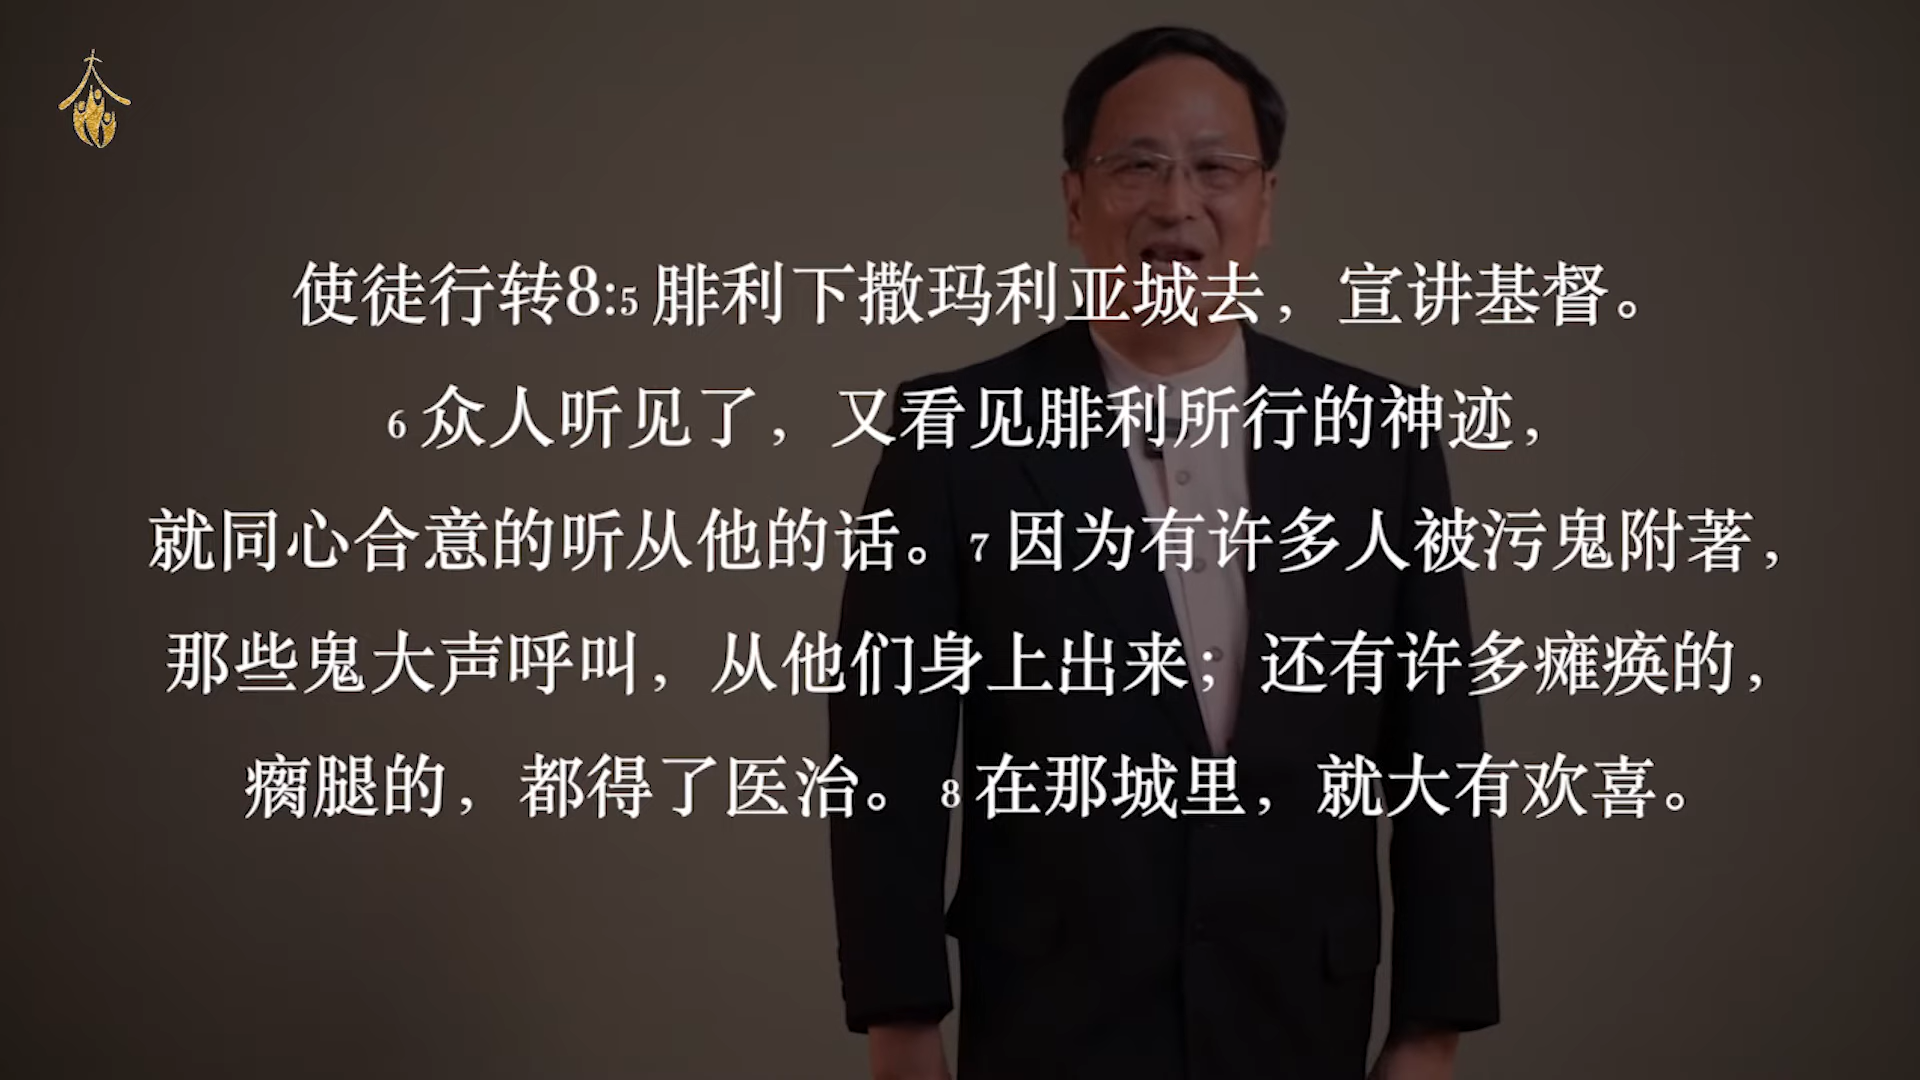 使徒行转8:5 腓利下撒玛利亚城去，宣讲基督。
6 众人听见了，又看见腓利所行的神迹，
就同心合意的听从他的话。7 因为有许多人被污鬼附著，
那些鬼大声呼叫，从他们身上出来；还有许多瘫痪的，
瘸腿的，都得了医治。8 在那城里，就大有欢喜。